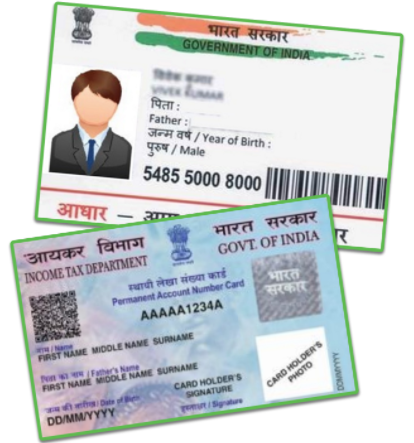 भारत सरकार
GOVERNMENT OF INDIA
विवेक कुमार
VIVEK KUMAR
पिता :
Father :
जन्म वर्ष / Year of Birth :
पुरुष / Male
5485 5000 8000
आधार —
आयकर विभाग
INCOME TAX DEPARTMENT
भारत सरकार
GOVT. OF INDIA
स्थायी लेखा संख्या कार्ड
Permanent Account Number Card
AAAAA1234A
भारत
सरकार
नाम / Name
FIRST NAME MIDDLE NAME SURNAME
पिता का नाम / Father's Name
FIRST NAME MIDDLE NAME SURNAME
CARD HOLDER'S
PHOTO
जन्म की तारीख / Date of Birth
DD/MM/YYYY
CARD HOLDER'S
SIGNATURE
हस्ताक्षर / Signature
DDMMYYYY